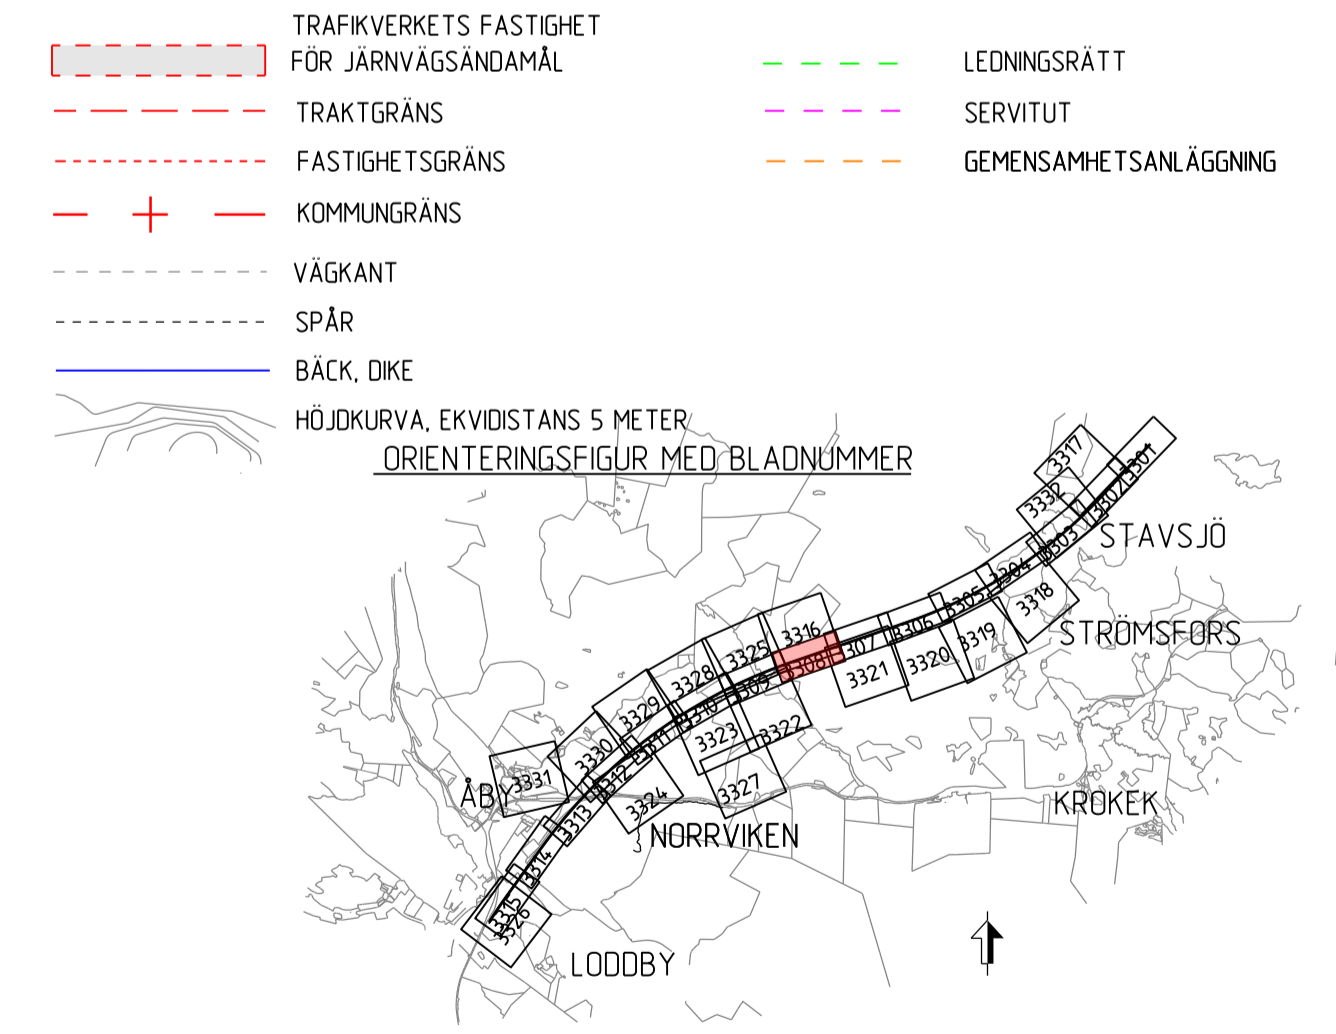 TRAFIKVERKETS FASTIGHET
FÖR JÄRNVÄGSÄNDAMÅL
TRAKTGRÄNS
FASTIGHETSGRÄNS
KOMMUNGRÄNS
VÄGKANT
SPÅR
BÄCK, DIKE
HÖJDKURVA, EKVIDISTANS 5 METER
LEDNINGSRÄTT
SERVITUT
GEMENSAMHETSANLÄGGNING
ORIENTERINGSFIGUR MED BLADNUMMER
3317
3301
3332
3302
STAVSJÖ
3303
3304
3318
3305
STRÖMSFORS
3316
3306
3319
3325
3307
3308
3320
3321
3328
3309
3329
3310
3322
3323
3311
3330
3331
3312
ÅBY
3327
3324
KROKEK
3313
NORRVIKEN
3314
3315
3326
LODDBY